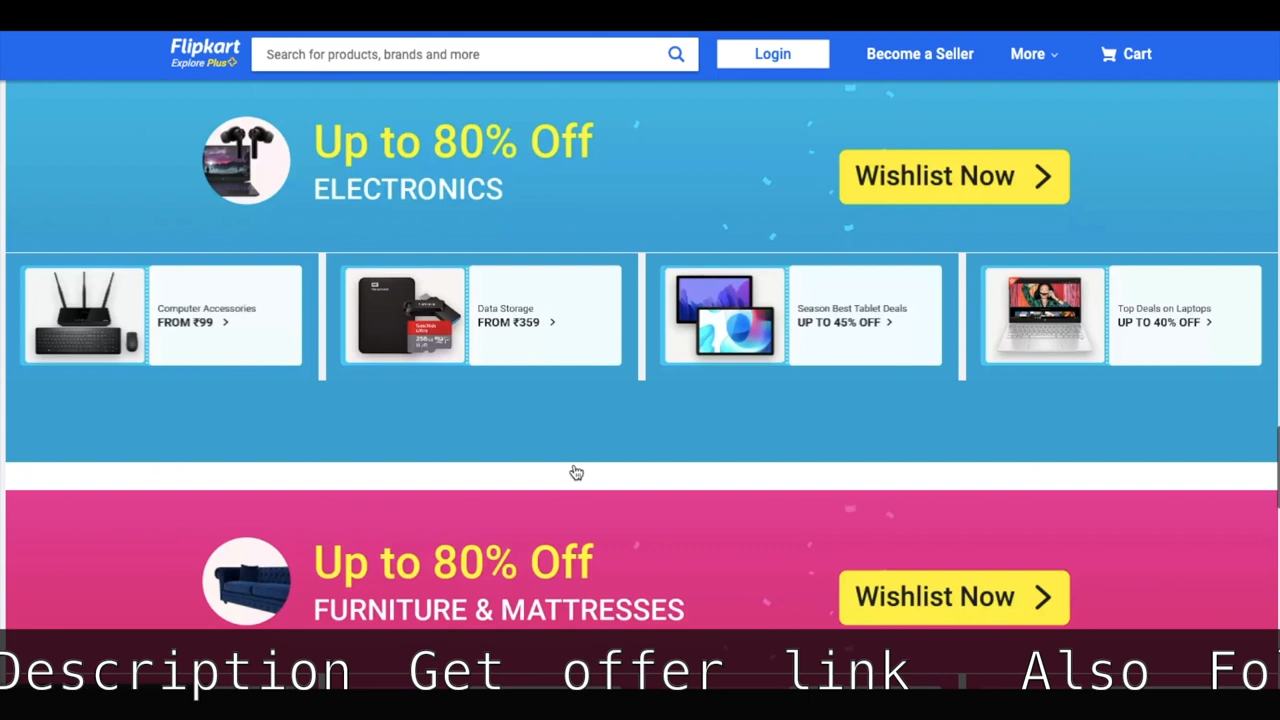 Flipkart
Explore Plus
Search for products, brands and more
Login
Become a Seller
More
Cart
Up to 80% Off
ELECTRONICS
Wishlist Now
Computer Accessories
FROM ₹99
Data Storage
FROM ₹359
Season Best Tablet Deals
UP TO 45% OFF
Top Deals on Laptops
UP TO 40% OFF
Up to 80% Off
FURNITURE & MATTRESSES
Wishlist Now
Description Get offer link Also Fo